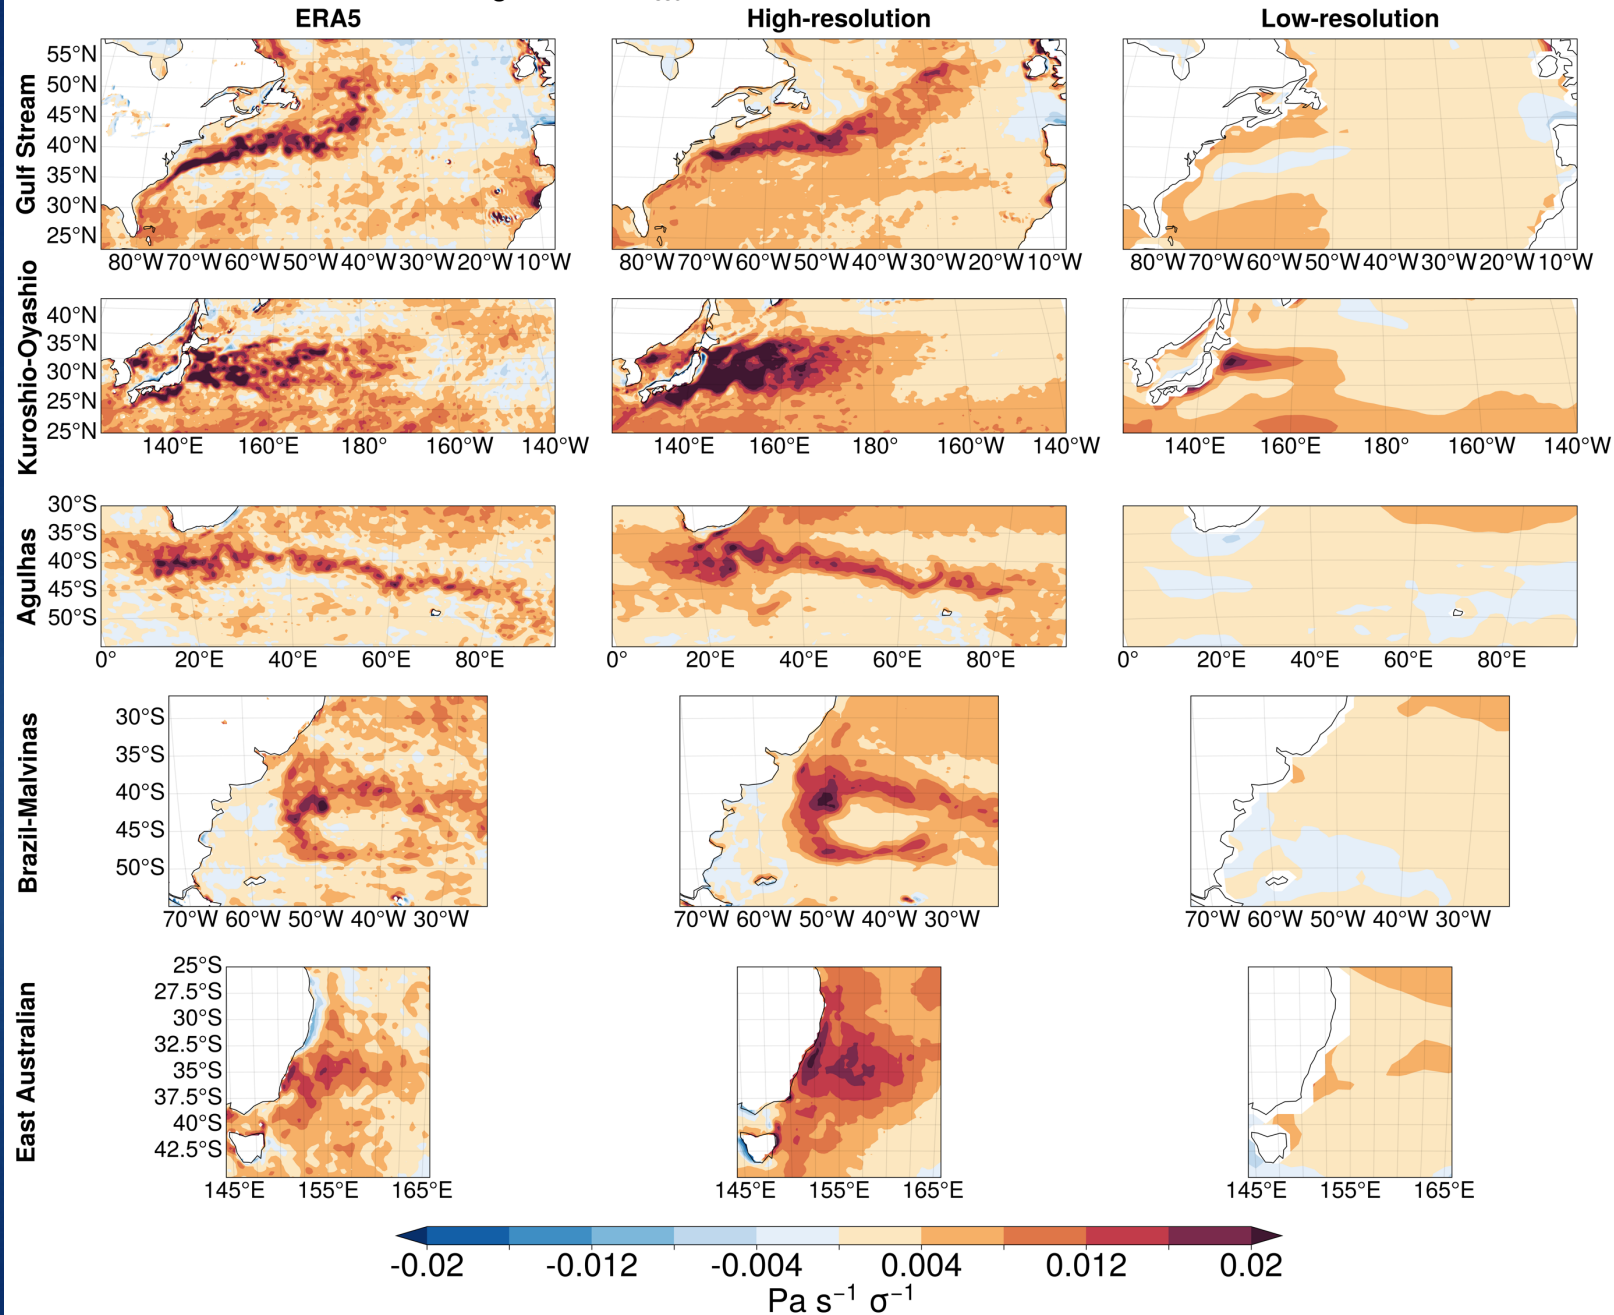 ERA5 High-resolution Low-resolution
Gulf Stream
55°N
50°N
45°N
40°N
35°N
30°N
25°N
80°W 70°W 60°W 50°W 40°W 30°W 20°W 10°W
80°W 70°W 60°W 50°W 40°W 30°W 20°W 10°W
80°W 70°W 60°W 50°W 40°W 30°W 20°W 10°W
Kuroshio-Oyashio
40°N
35°N
30°N
25°N
25°N
140°E 160°E 180° 160°W 140°W
140°E 160°E 180° 160°W 140°W
140°E 160°E 180° 160°W 140°W
Agulhas
30°S
35°S
40°S
45°S
50°S
0° 20°E 40°E 60°E 80°E
0° 20°E 40°E 60°E 80°E
0° 20°E 40°E 60°E 80°E
Brazil-Malvinas
30°S
35°S
40°S
45°S
50°S
70°W 60°W 50°W 40°W 30°W
70°W 60°W 50°W 40°W 30°W
70°W 60°W 50°W 40°W 30°W
East Australian
25°S
27.5°S
30°S
32.5°S
35°S
37.5°S
40°S
42.5°S
145°E 155°E 165°E
145°E 155°E 165°E
145°E 155°E 165°E
-0.02 -0.012 -0.004 0.004 0.012 0.02
Pa s⁻¹ σ⁻¹